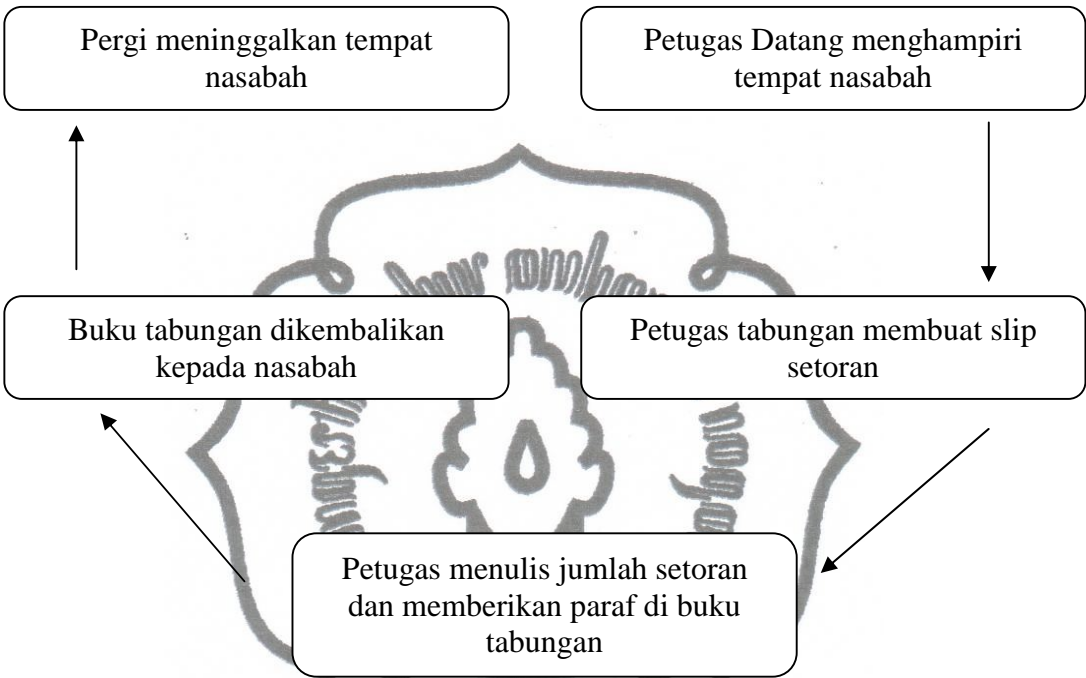 Pergi meninggalkan tempat
nasabah
Petugas Datang menghampiri
tempat nasabah
Buku tabungan dikembalikan
kepada nasabah
Petugas tabungan membuat slip
setoran
Petugas menulis jumlah setoran
dan memberikan paraf di buku
tabungan